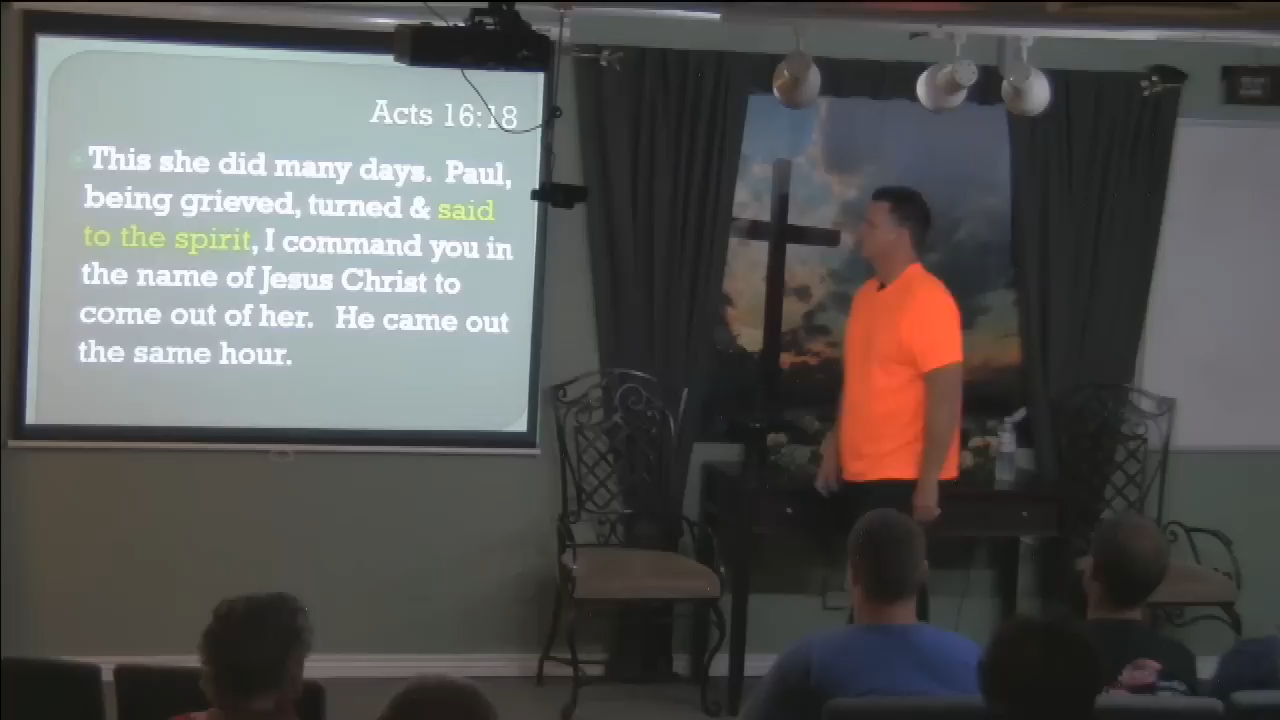 Acts 16:18
This she did many days. Paul,
being grieved, turned & said
to the spirit, I command you in
the name of Jesus Christ to
come out of her. He came out
the same hour.